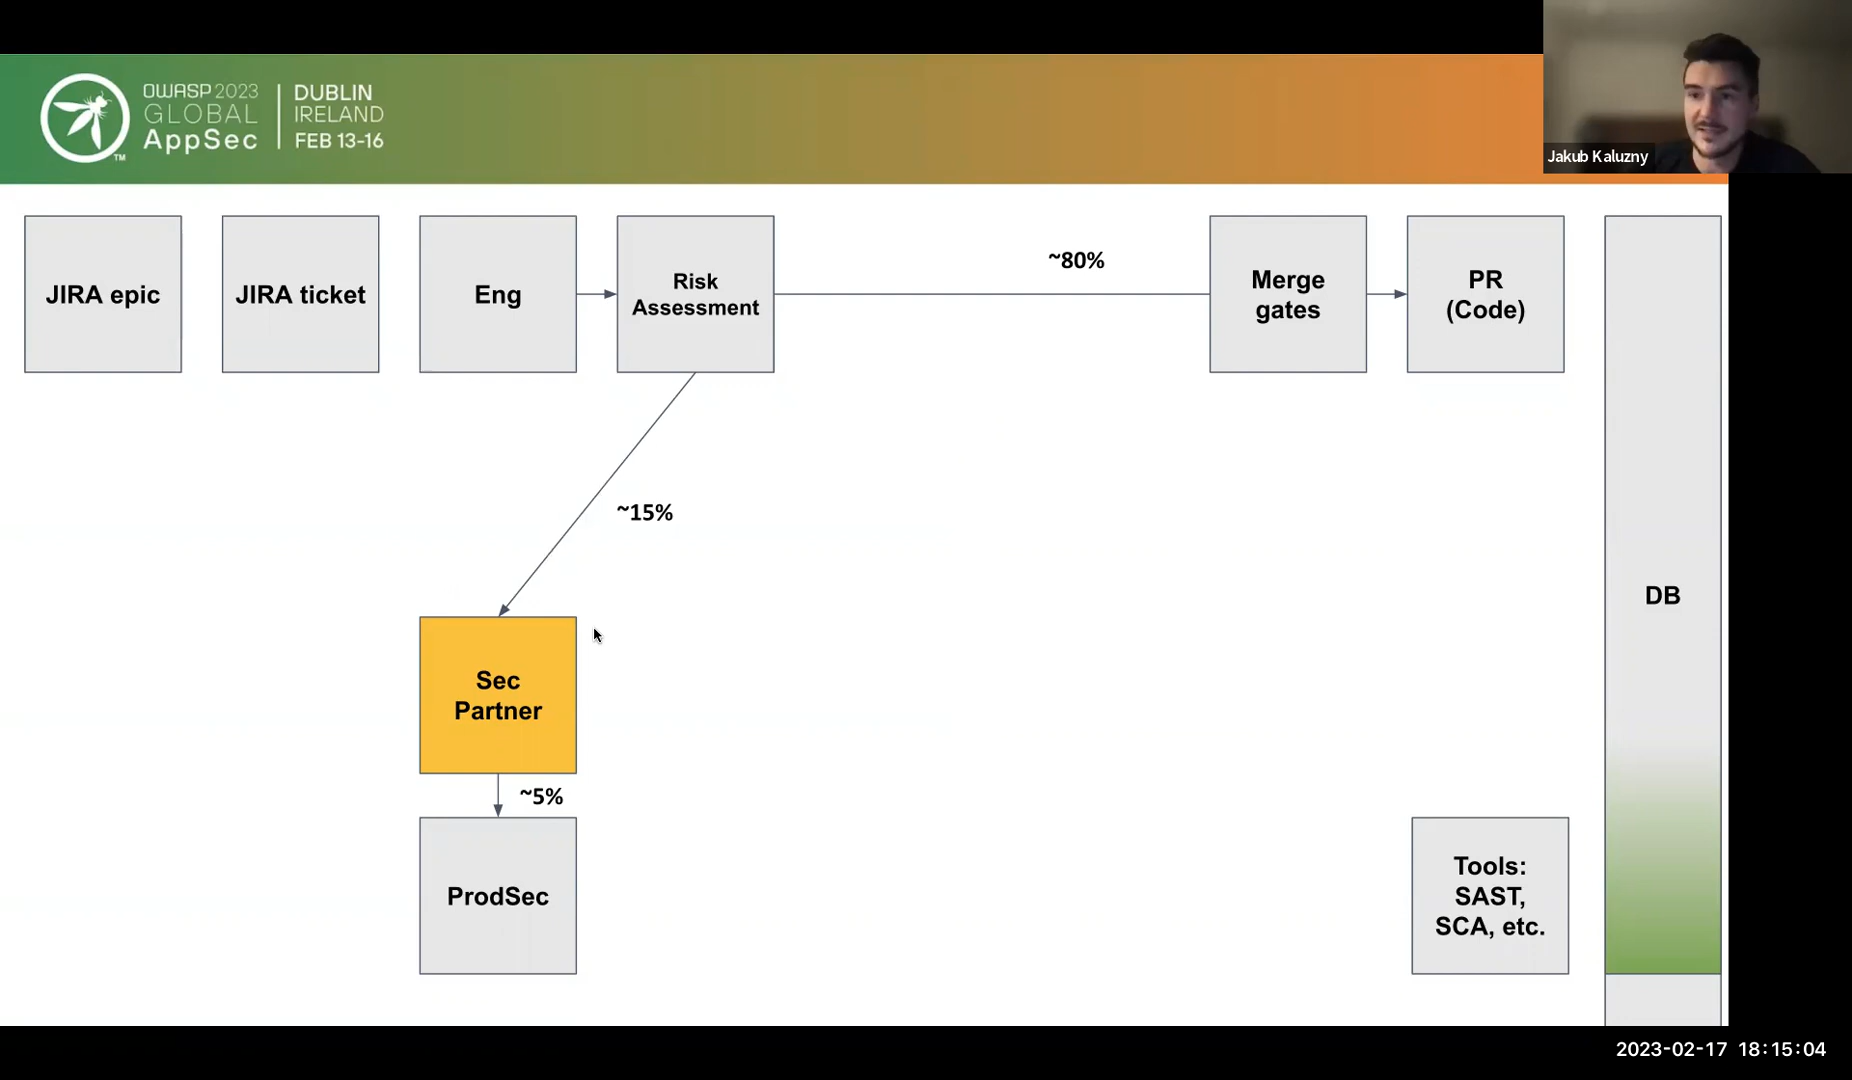 OWASP 2023
GLOBAL
AppSec
TM
DUBLIN
IRELAND
FEB 13-16
Jakub Kaluzny
JIRA epic
JIRA ticket
Eng
Risk
Assessment
~80%
Merge
gates
PR
(Code)
~15%
DB
Sec
Partner
~5%
ProdSec
Tools:
SAST,
SCA, etc.
2023-02-17 18:15:04